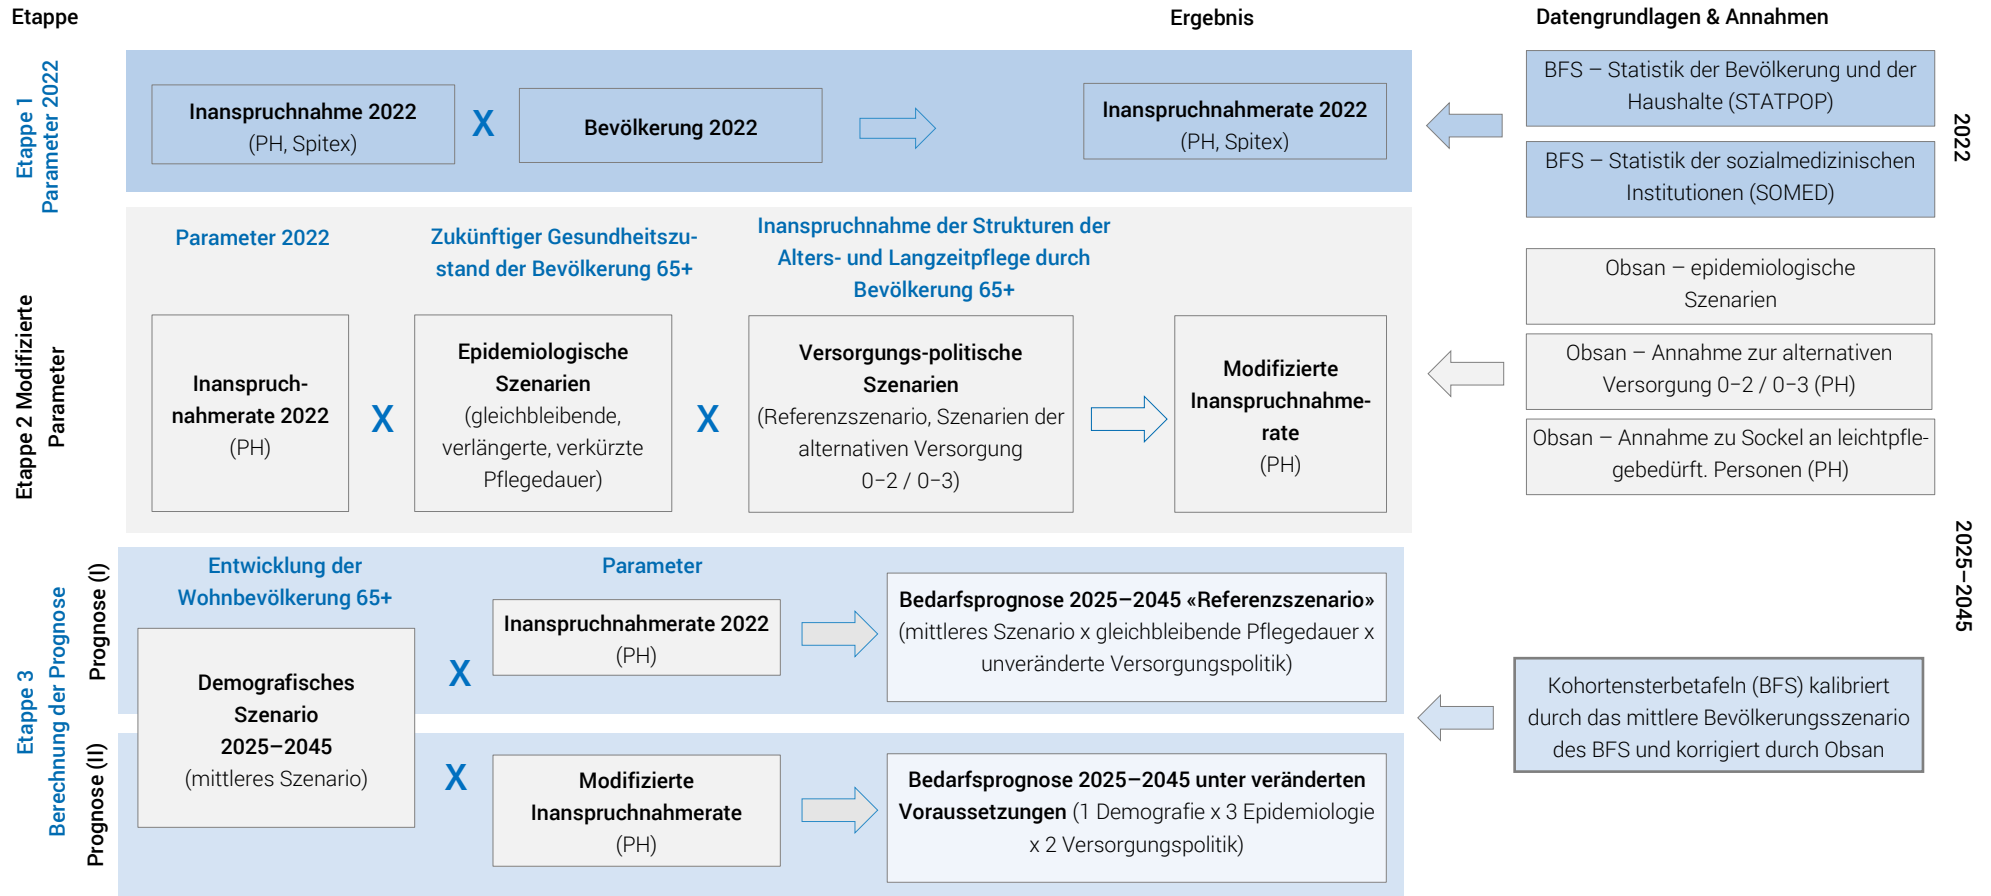 Etappe
Ergebnis
Datengrundlagen & Annahmen
Etappe 1
Parameter 2022
Inanspruchnahme 2022
(PH, Spitex)
X
Bevölkerung 2022
Inanspruchnahmerate 2022
(PH, Spitex)
BFS – Statistik der Bevölkerung und der
Haushalte (STATPOP)
BFS – Statistik der sozialmedizinischen
Institutionen (SOMED)
2022
Etappe 2 Modifizierte
Parameter
Parameter 2022
Zukünftiger Gesundheitszu-
stand der Bevölkerung 65+
Inanspruchnahme der Strukturen der
Alters- und Langzeitpflege durch
Bevölkerung 65+
Inanspruch-
nahmerate 2022
(PH)
X
Epidemiologische
Szenarien
(gleichbleibende,
verlängerte, verkürzte
Pflegedauer)
X
Versorgungs-politische
Szenarien
(Referenzszenario, Szenarien der
alternativen Versorgung
0–2 / 0–3)
Modifizierte
Inanspruchnahme-
rate
(PH)
Obsan – epidemiologische
Szenarien
Obsan – Annahme zur alternativen
Versorgung 0–2 / 0–3 (PH)
Obsan – Annahme zu Sockel an leichtpfle-
gebedürft. Personen (PH)
2025–2045
Etappe 3
Berechnung der Prognose
Prognose (I)
Entwicklung der
Wohnbevölkerung 65+
Parameter
Demografisches
Szenario
2025–2045
(mittleres Szenario)
X
Inanspruchnahmerate 2022
(PH)
Bedarfsprognose 2025–2045 «Referenzszenario»
(mittleres Szenario x gleichbleibende Pflegedauer x
unveränderte Versorgungspolitik)
Prognose (II)
X
Modifizierte
Inanspruchnahmerate
(PH)
Bedarfsprognose 2025–2045 unter veränderten
Voraussetzungen (1 Demografie x 3 Epidemiologie
x 2 Versorgungspolitik)
Kohortensterbetafeln (BFS) kalibriert
durch das mittlere Bevölkerungsszenario
des BFS und korrigiert durch Obsan